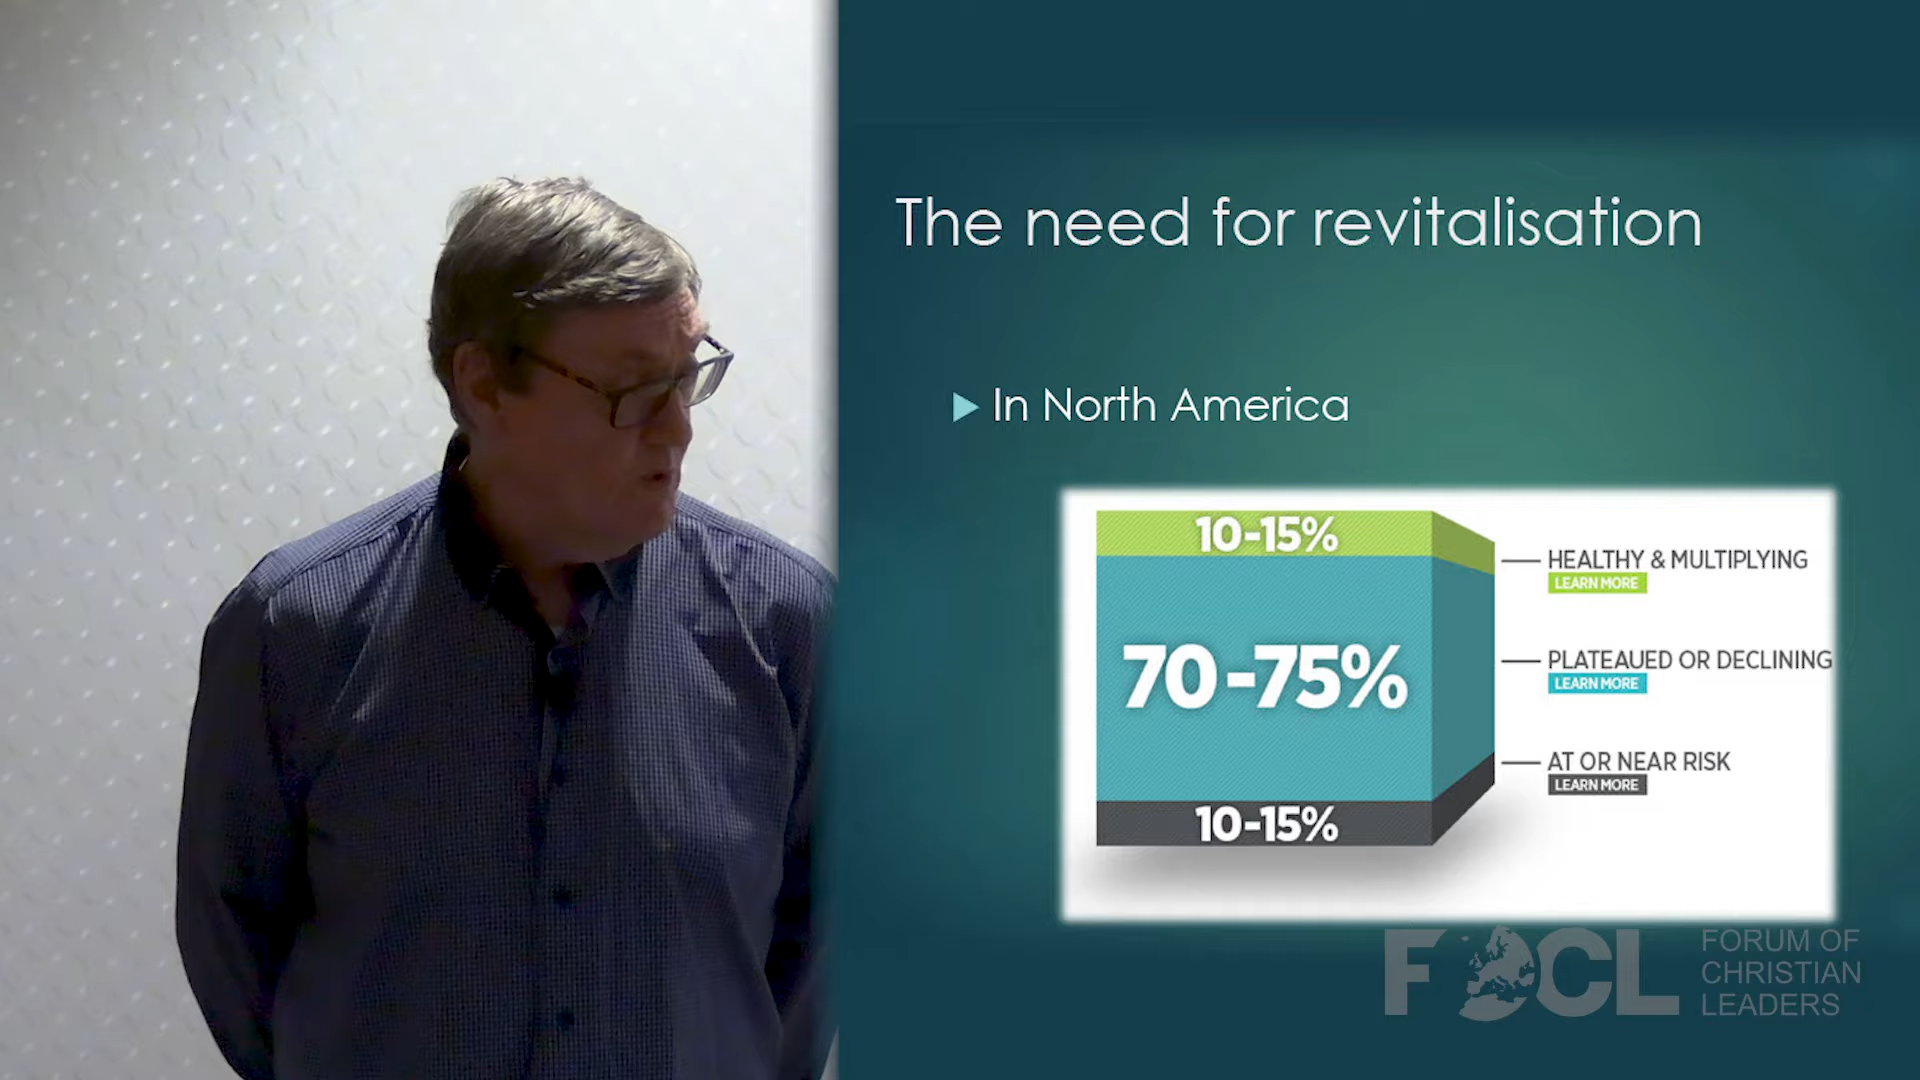 The need for revitalisation
In North America
10-15%
HEALTHY & MULTIPLYING
LEARN MORE
70-75%
PLATEAUED OR DECLINING
LEARN MORE
AT OR NEAR RISK
LEARN MORE
10-15%
FOCL
FORUM OF
CHRISTIAN
LEADERS